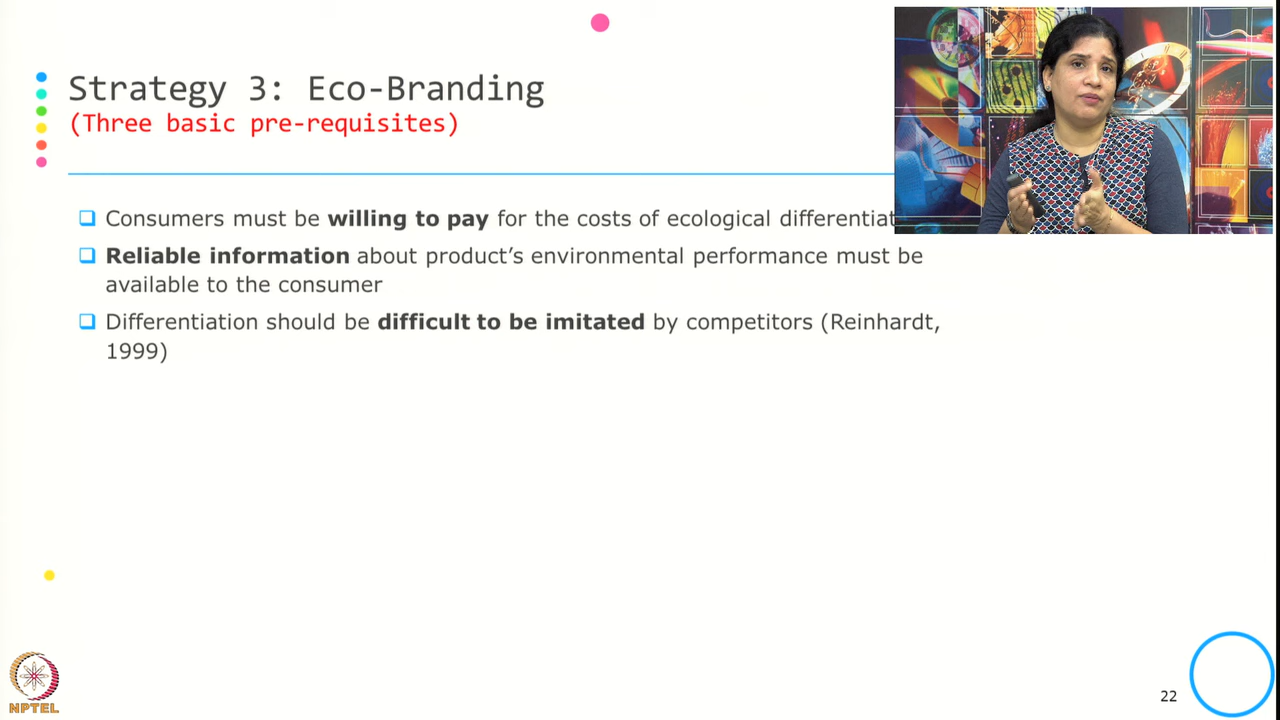 Strategy 3: Eco-Branding
(Three basic pre-requisites)
❑ Consumers must be willing to pay for the costs of ecological
❑ Reliable information about product's environmental performance must be
available to the consumer
❑ Differentiation should be difficult to be imitated by competitors (Reinhardt,
1999)
NPTEL
22